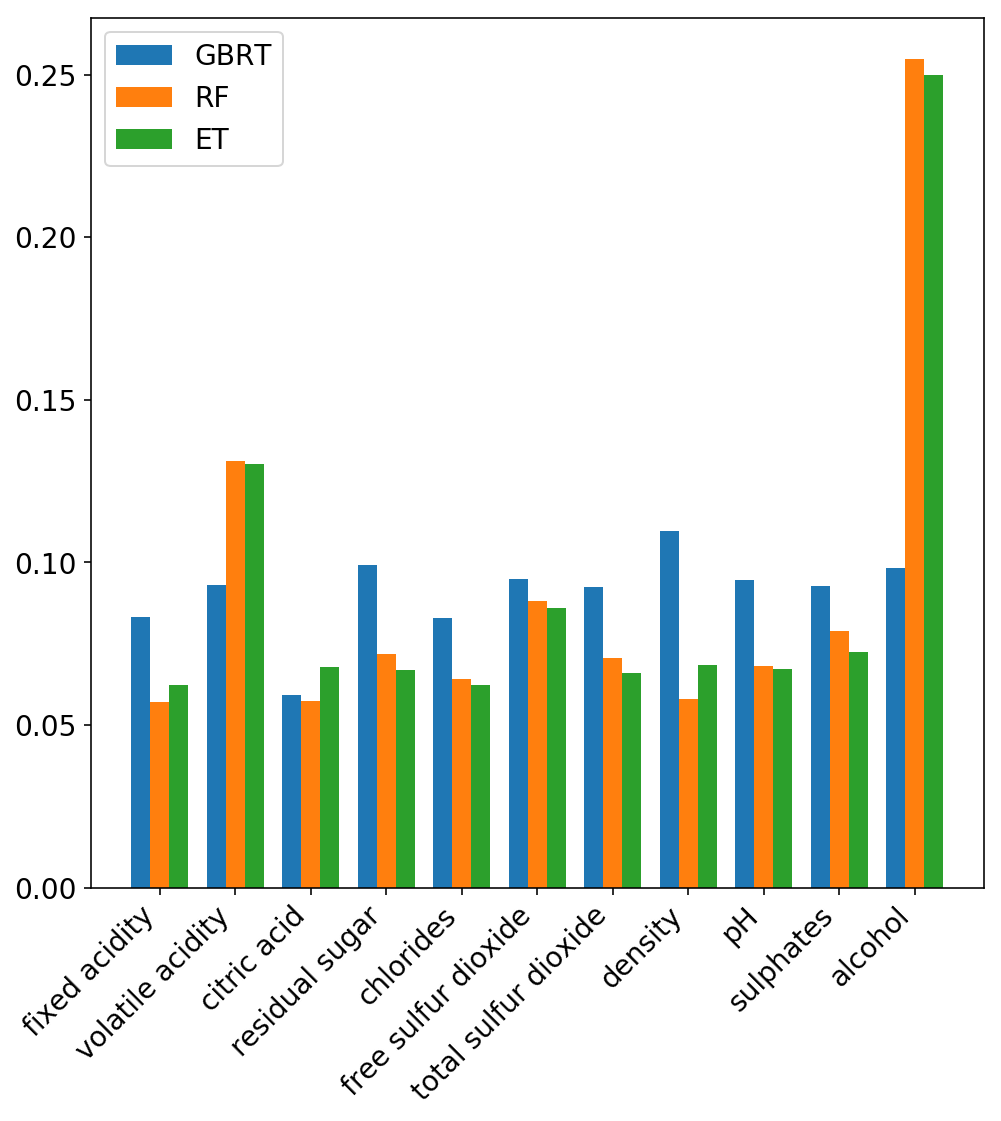 GBRT
RF
ET
0.25
0.20
0.15
0.10
0.05
0.00
fixed acidity
volatile acidity
citric acid
residual sugar
chlorides
free sulfur dioxide
total sulfur dioxide
density
pH
sulphates
alcohol